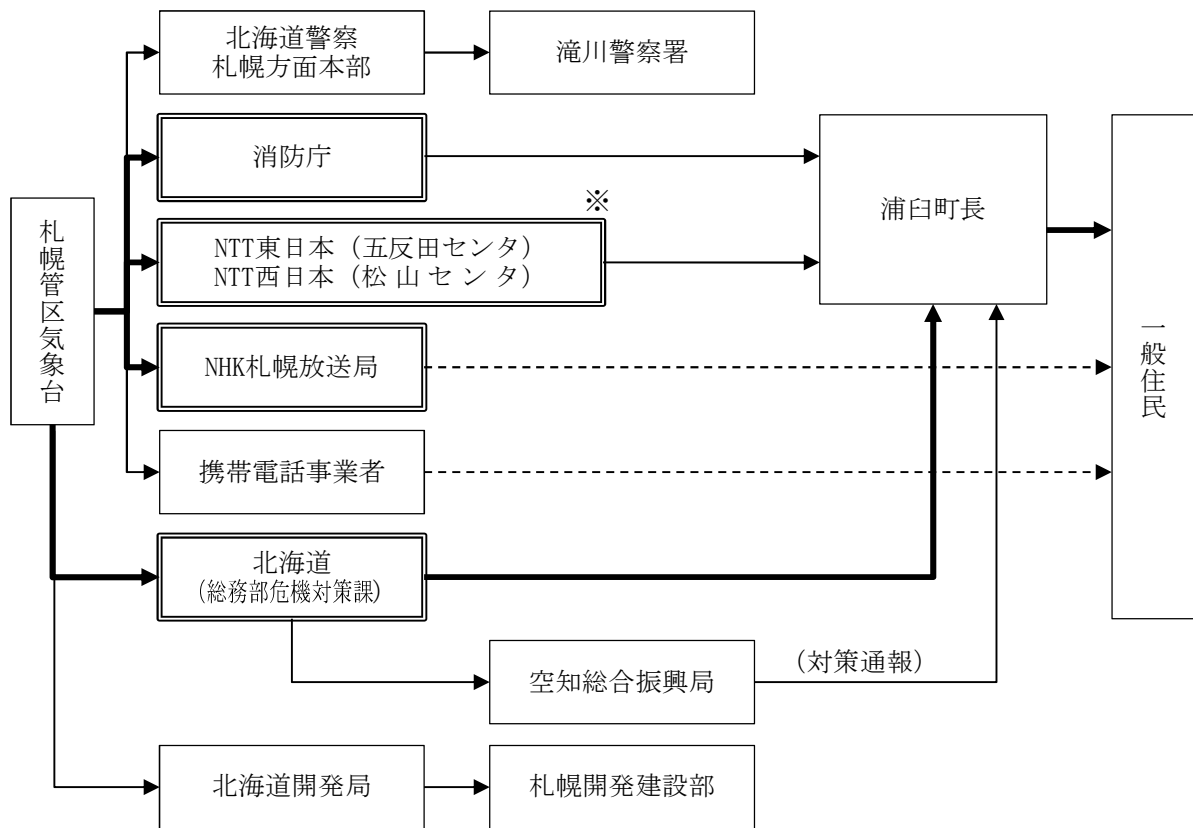 北海道警察
札幌方面本部
滝川警察署
消防庁
※
NTT東日本（五反田センタ）
NTT西日本（松山センタ）
浦臼町長
札幌管区気象台
NHK札幌放送局
一般住民
携帯電話事業者
北海道
(総務部危機対策課)
空知総合振興局
（対策通報）
北海道開発局
札幌開発建設部